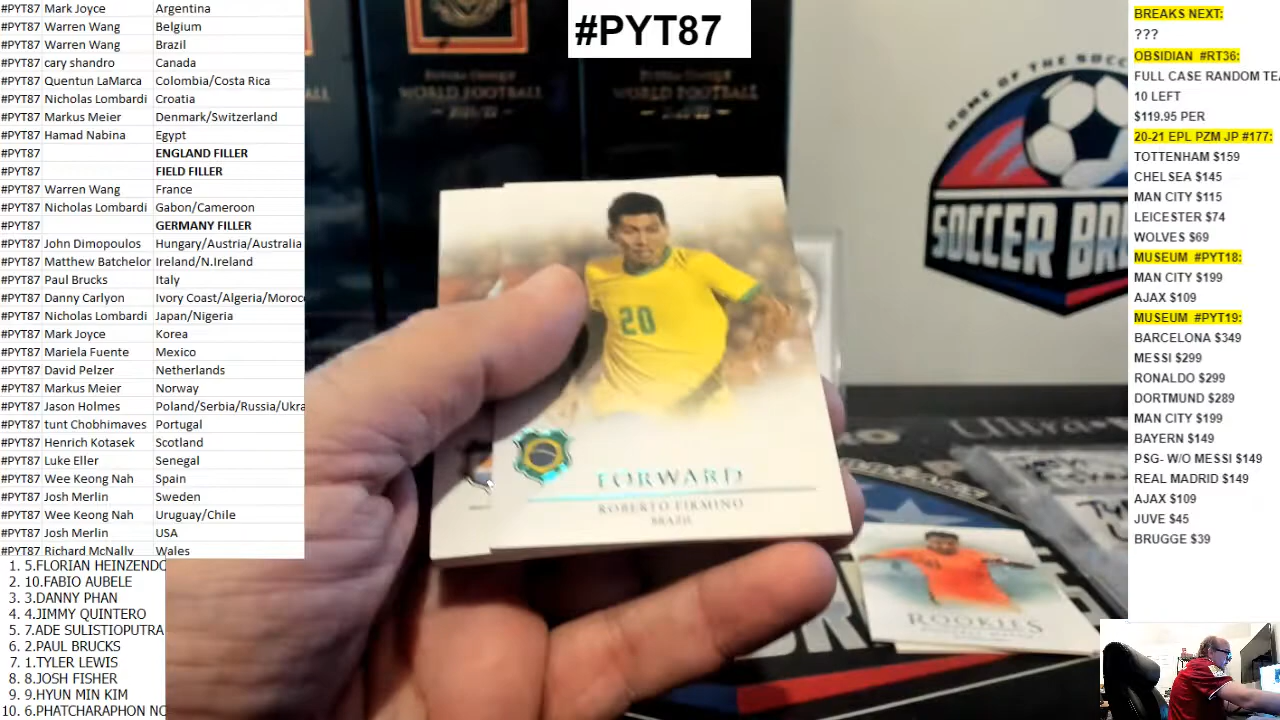 #PYT87 Mark Joyce Argentina
#PYT87 Warren Wang Belgium
#PYT87 Warren Wang Brazil
#PYT87 cary shandro Canada
#PYT87 Quentun LaMarca Colombia/Costa Rica
#PYT87 Nicholas Lombardi Croatia
#PYT87 Markus Meier Denmark/Switzerland
#PYT87 Hamad Nabina Egypt
#PYT87 ENGLAND FILLER
#PYT87 FIELD FILLER
#PYT87 Warren Wang France
#PYT87 Nicholas Lombardi Gabon/Cameroon
#PYT87 GERMANY FILLER
#PYT87 John Dimopoulos Hungary/Austria/Australia
#PYT87 Matthew Batchelor Ireland/N.Ireland
#PYT87 Paul Brucks Italy
#PYT87 Danny Carlyon Ivory Coast/Algeria/Moroc
#PYT87 Nicholas Lombardi Japan/Nigeria
#PYT87 Mark Joyce Korea
#PYT87 Mariela Fuente Mexico
#PYT87 David Pelzer Netherlands
#PYT87 Markus Meier Norway
#PYT87 Jason Holmes Poland/Serbia/Russia/Ukra
#PYT87 tunt Chobhimaves Portugal
#PYT87 Henrich Kotasek Scotland
#PYT87 Luke Eller Senegal
#PYT87 Wee Keong Nah Spain
#PYT87 Josh Merlin Sweden
#PYT87 Wee Keong Nah Uruguay/Chile
#PYT87 Josh Merlin USA
#PYT87 Richard McNally Wales
1. 5.FLORIAN HEINZENDO
2. 10.FABIO AUBELE
3. 3.DANNY PHAN
4. 4.JIMMY QUINTERO
5. 7.ADE SULISTIOPUTRA
6. 2.PAUL BRUCKS
7. 1.TYLER LEWIS
8. 8.JOSH FISHER
9. 9.HYUN MIN KIM
10. 6.PHATCHARAPHON NO
#PYT87
WORLD FOOTBALL
2021/22
WORLD FOOTBALL
HOME OF THE SOCC
SOCCER BRE
20
FORWARD
ROBERTO FIRMINO
BRAZIL
ROOKIES
BREAKS NEXT:
???
OBSIDIAN #RT36:
FULL CASE RANDOM TEA
10 LEFT
$119.95 PER
20-21 EPL PZM JP #177:
TOTTENHAM $159
CHELSEA $145
MAN CITY $115
LEICESTER $74
WOLVES $69
MUSEUM #PYT18:
MAN CITY $199
AJAX $109
MUSEUM #PYT19:
BARCELONA $349
MESSI $299
RONALDO $299
DORTMUND $289
MAN CITY $199
BAYERN $149
PSG- W/O MESSI $149
REAL MADRID $149
AJAX $109
JUVE $45
BRUGGE $39